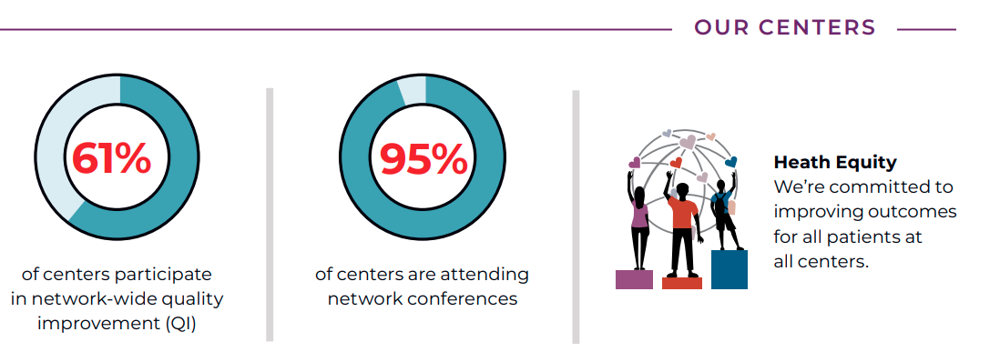 OUR CENTERS
61%
of centers participate
in network-wide quality
improvement (QI)
95%
of centers are attending
network conferences
Heath Equity
We’re committed to
improving outcomes
for all patients at
all centers.